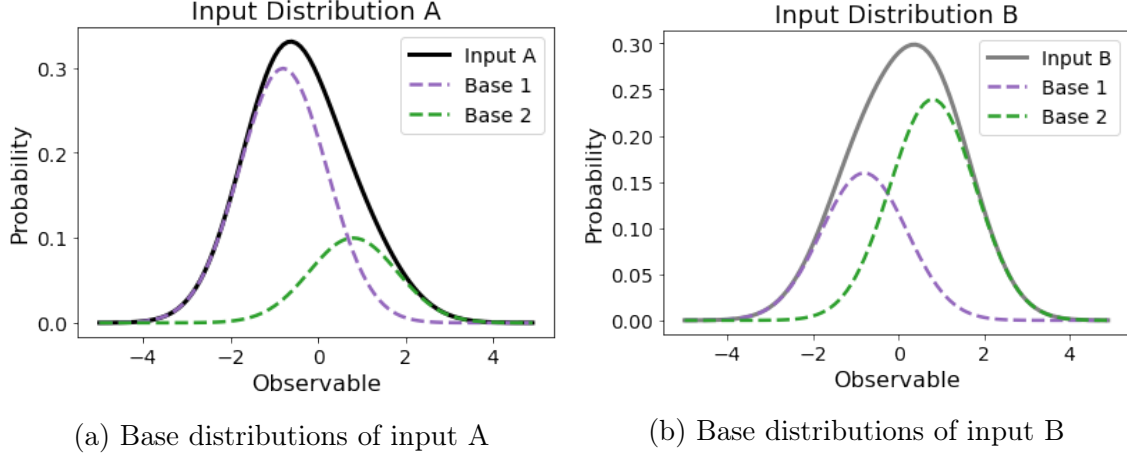 Input Distribution A
Probability
0.3
0.2
0.1
0.0
Input A
Base 1
Base 2
−4
−2
0
2
4
Observable
(a) Base distributions of input A
Input Distribution B
Probability
0.30
0.25
0.20
0.15
0.10
0.05
0.00
Input B
Base 1
Base 2
−4
−2
0
2
4
Observable
(b) Base distributions of input B